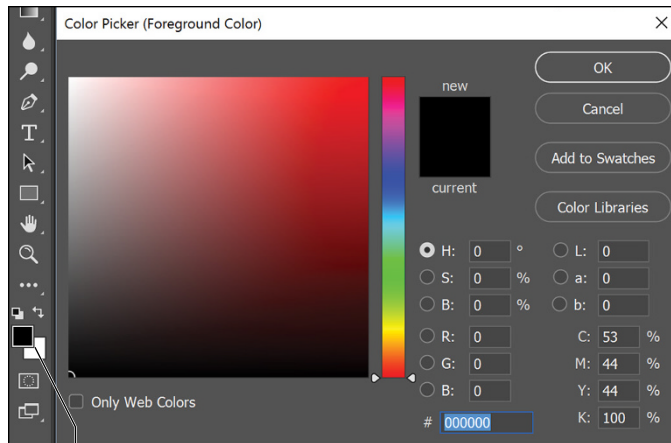 Color Picker (Foreground Color)
new
current
OK
Cancel
Add to Swatches
Color Libraries
H: 0 °
L: 0
S: 0 %
a: 0
B: 0 %
b: 0
R: 0
C: 53 %
G: 0
M: 44 %
B: 0
Y: 44 %
# 000000
K: 100 %
Only Web Colors
T